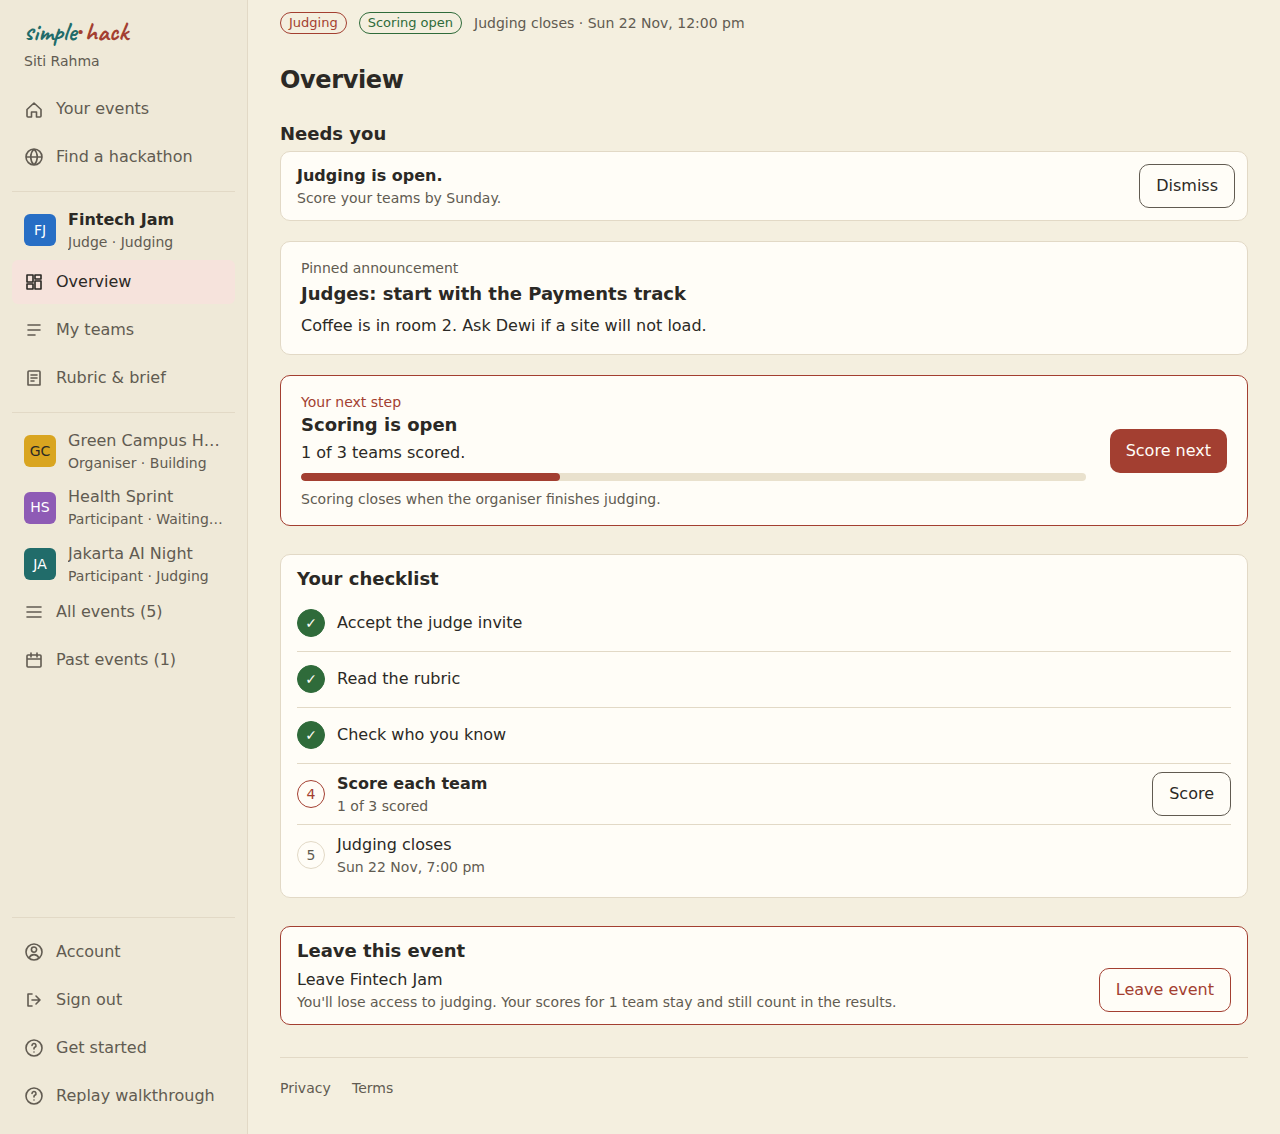 simple·hack
Siti Rahma
Your events
Find a hackathon
FJ
Fintech Jam
Judge · Judging
Overview
My teams
Rubric & brief
GC
Green Campus H…
Organiser · Building
HS
Health Sprint
Participant · Waiting…
JA
Jakarta AI Night
Participant · Judging
All events (5)
Past events (1)
Account
Sign out
Get started
Replay walkthrough
Judging
Scoring open
Judging closes · Sun 22 Nov, 12:00 pm
Overview
Needs you
Judging is open.
Score your teams by Sunday.
Dismiss
Pinned announcement
Judges: start with the Payments track
Coffee is in room 2. Ask Dewi if a site will not load.
Your next step
Scoring is open
1 of 3 teams scored.
Scoring closes when the organiser finishes judging.
Score next
Your checklist
✓ Accept the judge invite
✓ Read the rubric
✓ Check who you know
4 Score each team
1 of 3 scored
Score
5 Judging closes
Sun 22 Nov, 7:00 pm
Leave this event
Leave Fintech Jam
You'll lose access to judging. Your scores for 1 team stay and still count in the results.
Leave event
Privacy Terms